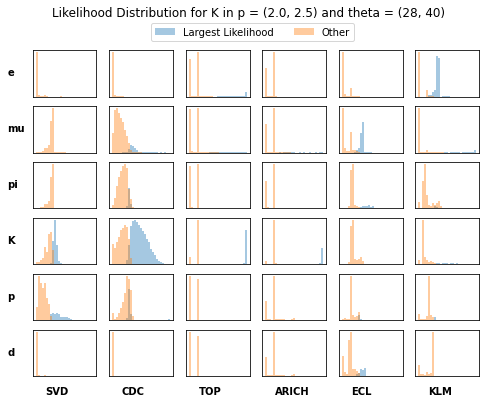 Likelihood Distribution for K in p = (2.0, 2.5) and theta = (28, 40)
Largest Likelihood Other
e
mu
pi
K
p
d
SVD CDC TOP ARICH ECL KLM